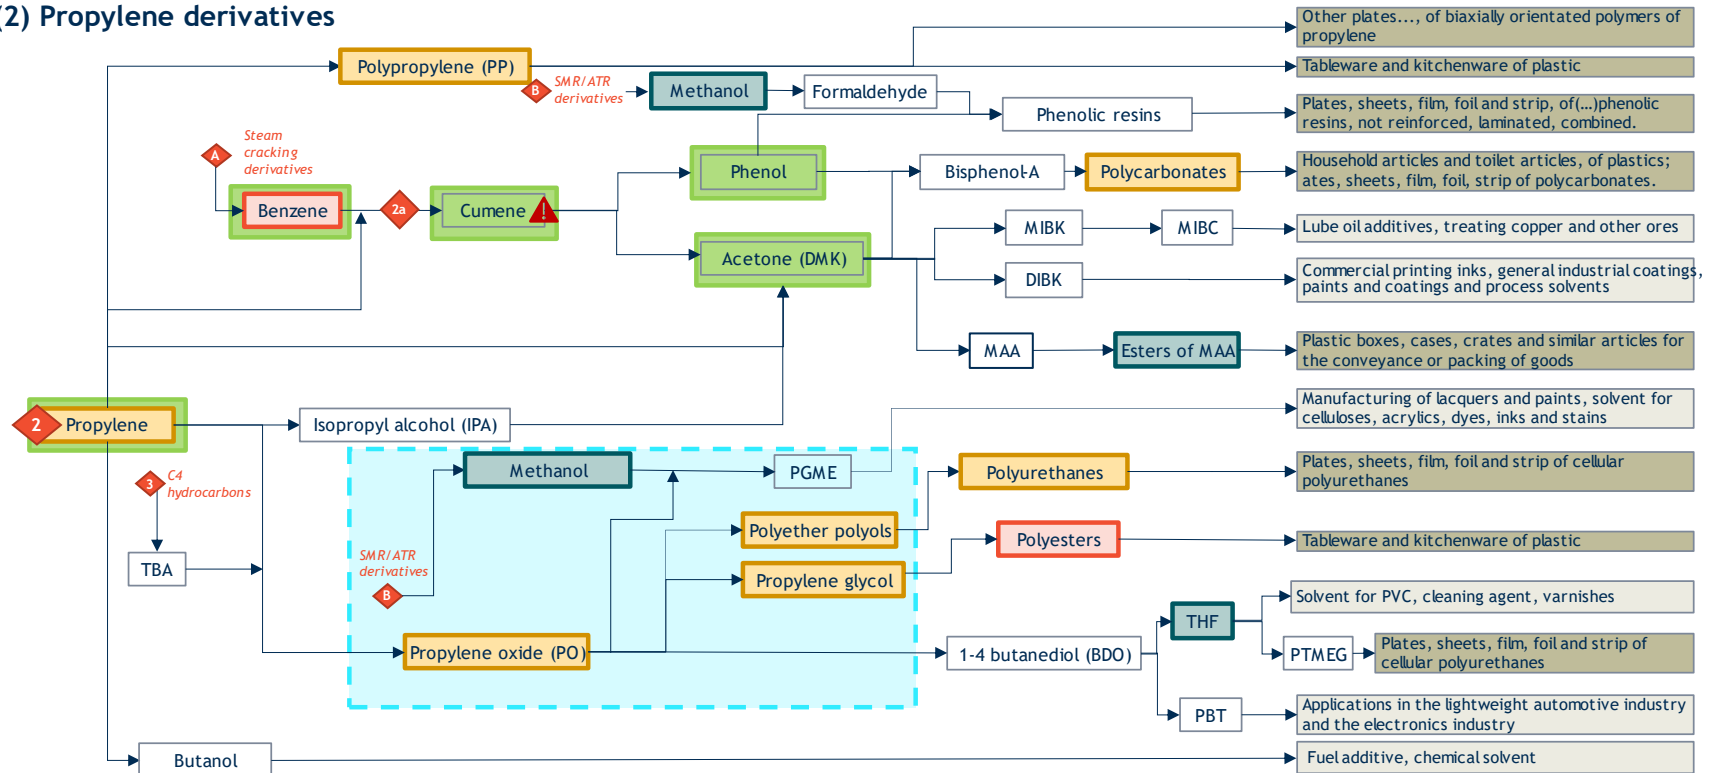 (2) Propylene derivatives
Other plates..., of biaxially orientated polymers of
propylene
Polypropylene (PP)
Tableware and kitchenware of plastic
B
SMR/ATR
derivatives
Methanol
Formaldehyde
Phenolic resins
Plates, sheets, film, foil and strip, of(...)phenolic
resins, not reinforced, laminated, combined.
Steam
cracking
derivatives
A
Phenol
Bisphenol-A
Polycarbonates
Household articles and toilet articles, of plastics;
ates, sheets, film, foil, strip of polycarbonates.
Benzene
2a
Cumene
!
MIBK
MIBC
Lube oil additives, treating copper and other ores
Acetone (DMK)
DIBK
Commercial printing inks, general industrial coatings,
paints and coatings and process solvents
MAA
Esters of MAA
Plastic boxes, cases, crates and similar articles for
the conveyance or packing of goods
2
Propylene
Isopropyl alcohol (IPA)
Manufacturing of lacquers and paints, solvent for
celluloses, acrylics, dyes, inks and stains
3
C4
hydrocarbons
Methanol
PGME
Polyurethanes
Plates, sheets, film, foil and strip of cellular
polyurethanes
Polyether polyols
Polyesters
Tableware and kitchenware of plastic
TBA
SMR/ATR
derivatives
B
Propylene glycol
Solvent for PVC, cleaning agent, varnishes
THF
Propylene oxide (PO)
1-4 butanediol (BDO)
PTMEG
Plates, sheets, film, foil and strip of
cellular polyurethanes
PBT
Applications in the lightweight automotive industry
and the electronics industry
Butanol
Fuel additive, chemical solvent